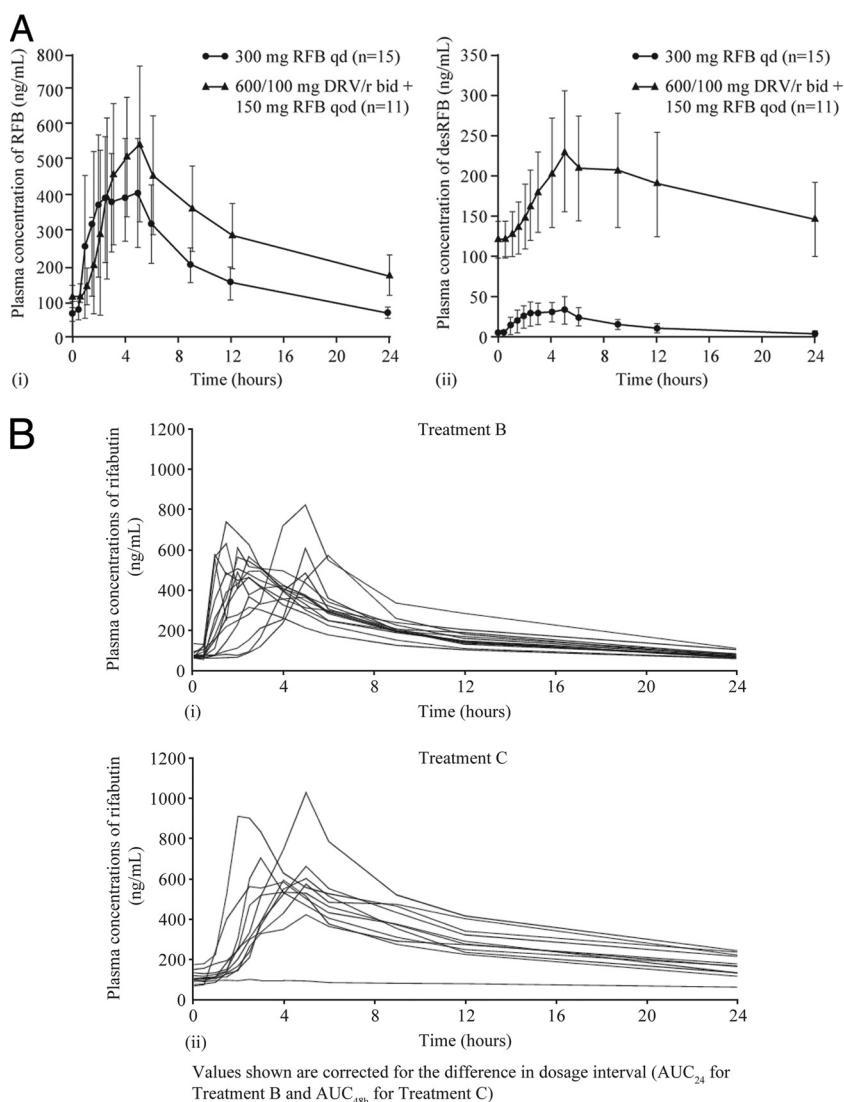 A
Plasma concentration of RFB (ng/mL)
800
700
600
500
400
300
200
100
0
0 4 8 12 16 20 24
Time (hours)
(i)
300 mg RFB qd (n=15)
600/100 mg DRV/r bid +
150 mg RFB qod (n=11)
Plasma concentration of desRFB
(ng/mL)
350
300
250
200
150
100
50
0
0 4 8 12 16 20 24
Time (hours)
(ii)
300 mg RFB qd (n=15)
600/100 mg DRV/r bid +
150 mg RFB qod (n=11)
B
Treatment B
Plasma concentrations of rifabutin
(ng/mL)
1200
1000
800
600
400
200
0
0 4 8 12 16 20 24
Time (hours)
(i)
Treatment C
Plasma concentrations of rifabutin
(ng/mL)
1200
1000
800
600
400
200
0
0 4 8 12 16 20 24
Time (hours)
(ii)
Values shown are corrected for the difference in dosage interval (AUC24 for
Treatment B and AUC48h for Treatment C)